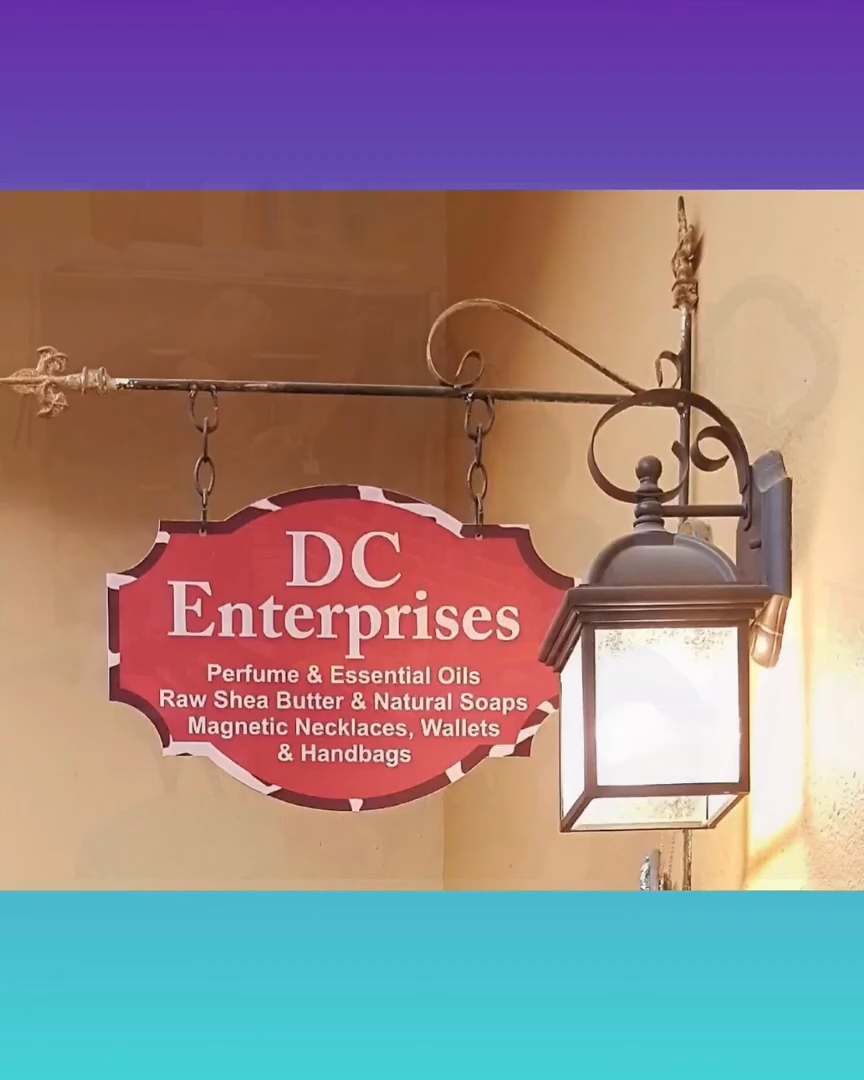 DC
Enterprises
Perfume & Essential Oils
Raw Shea Butter & Natural Soaps
Magnetic Necklaces, Wallets
& Handbags